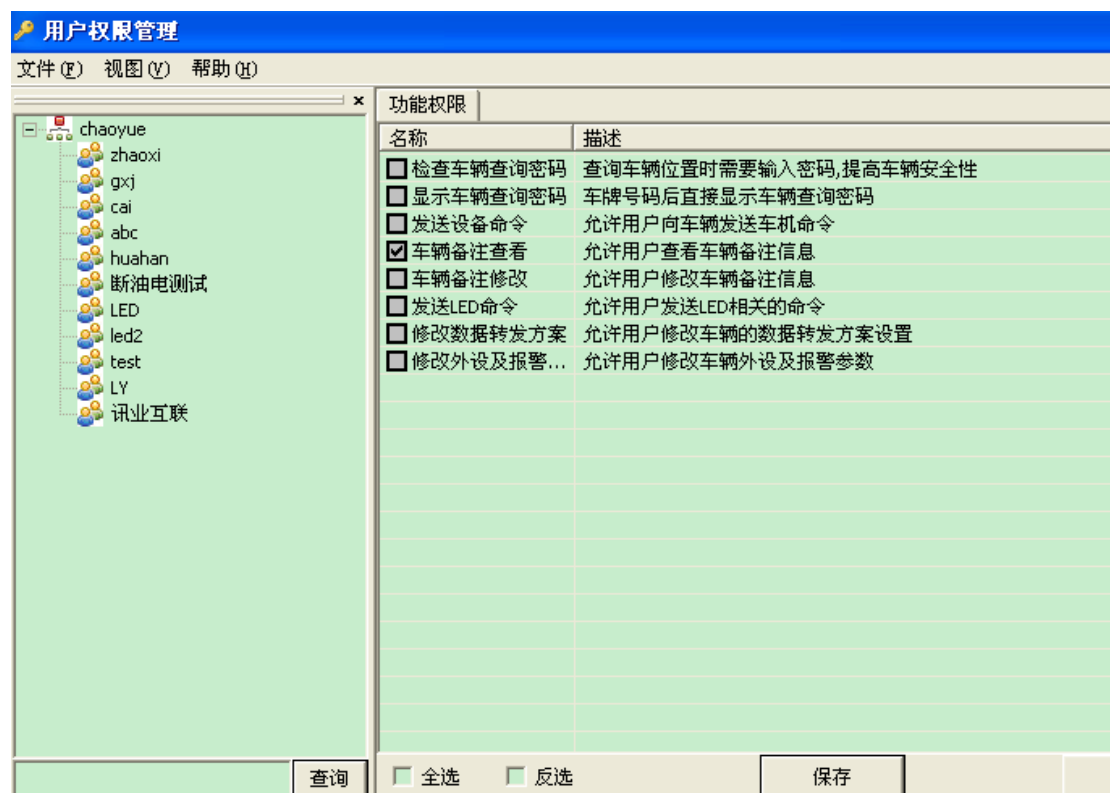 用户权限管理
文件(F) 视图(V) 帮助(H)
chaoyue
zhaoxi
gxj
cai
abc
huahan
断油电测试
LED
led2
test
LY
讯业互联
查询
功能权限
名称 描述
检查车辆查询密码 查询车辆位置时需要输入密码,提高车辆安全性
显示车辆查询密码 车牌号码后直接显示车辆查询密码
发送设备命令 允许用户向车辆发送车机命令
车辆备注查看 允许用户查看车辆备注信息
车辆备注修改 允许用户修改车辆备注信息
发送LED命令 允许用户发送LED相关的命令
修改数据转发方案 允许用户修改车辆的数据转发方案设置
修改外设及报警... 允许用户修改车辆外设及报警参数
全选 反选 保存